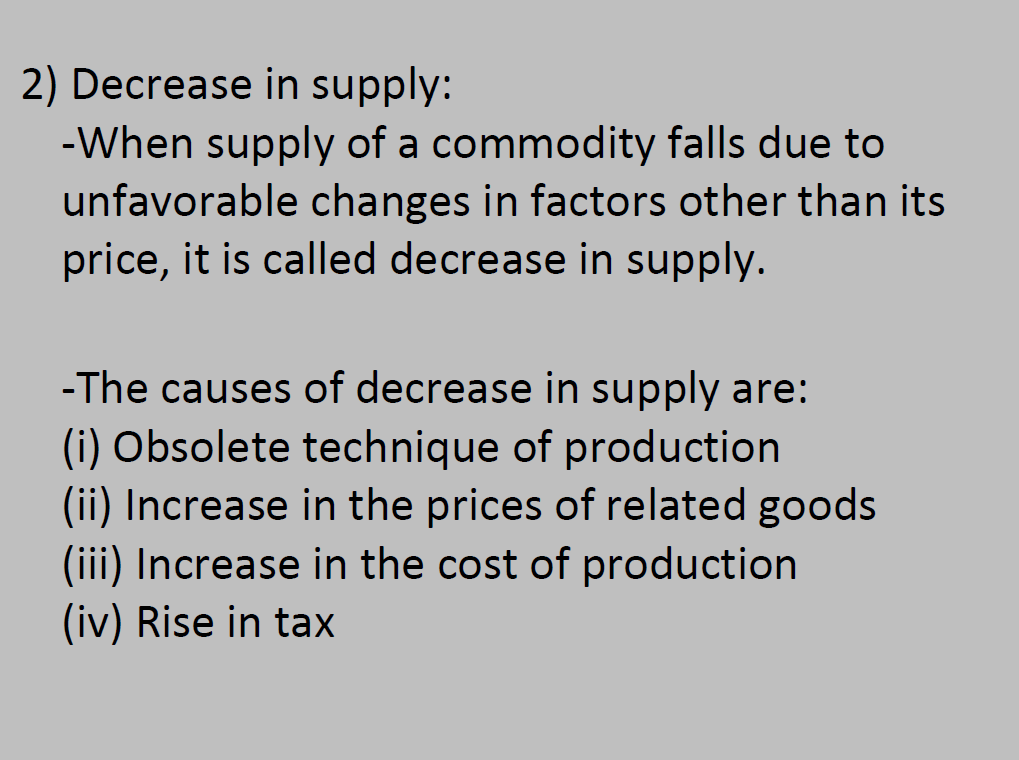 2) Decrease in supply:
-When supply of a commodity falls due to
unfavorable changes in factors other than its
price, it is called decrease in supply.
-The causes of decrease in supply are:
(i) Obsolete technique of production
(ii) Increase in the prices of related goods
(iii) Increase in the cost of production
(iv) Rise in tax